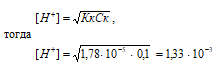 [H⁺] = √КкСк ,
тогда
[H⁺] = √1,78·10⁻⁵·0,1 = 1,33·10⁻³